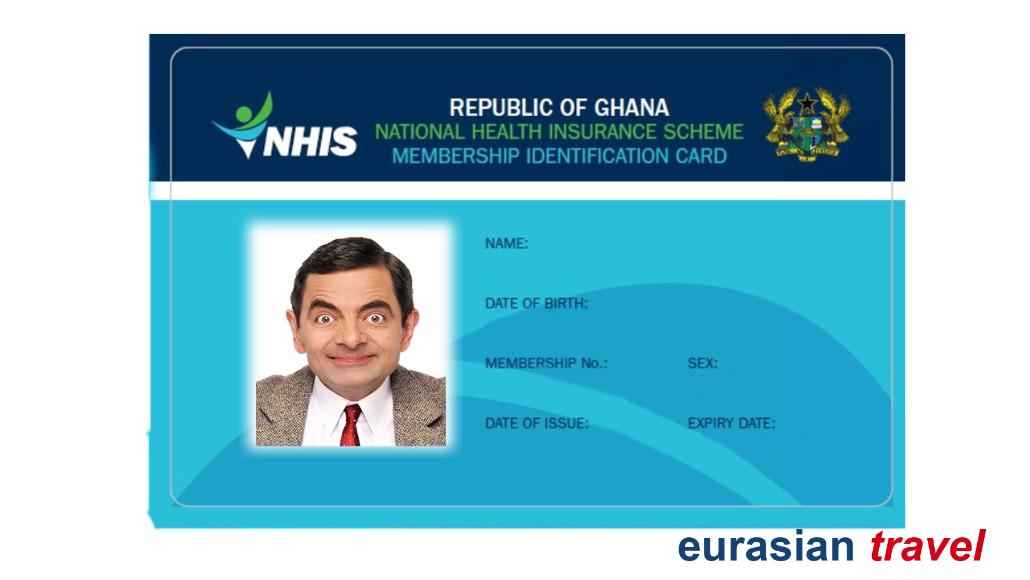 REPUBLIC OF GHANA
NHIS
NATIONAL HEALTH INSURANCE SCHEME
MEMBERSHIP IDENTIFICATION CARD
NAME:
DATE OF BIRTH:
MEMBERSHIP No.: SEX:
DATE OF ISSUE: EXPIRY DATE:
eurasian travel